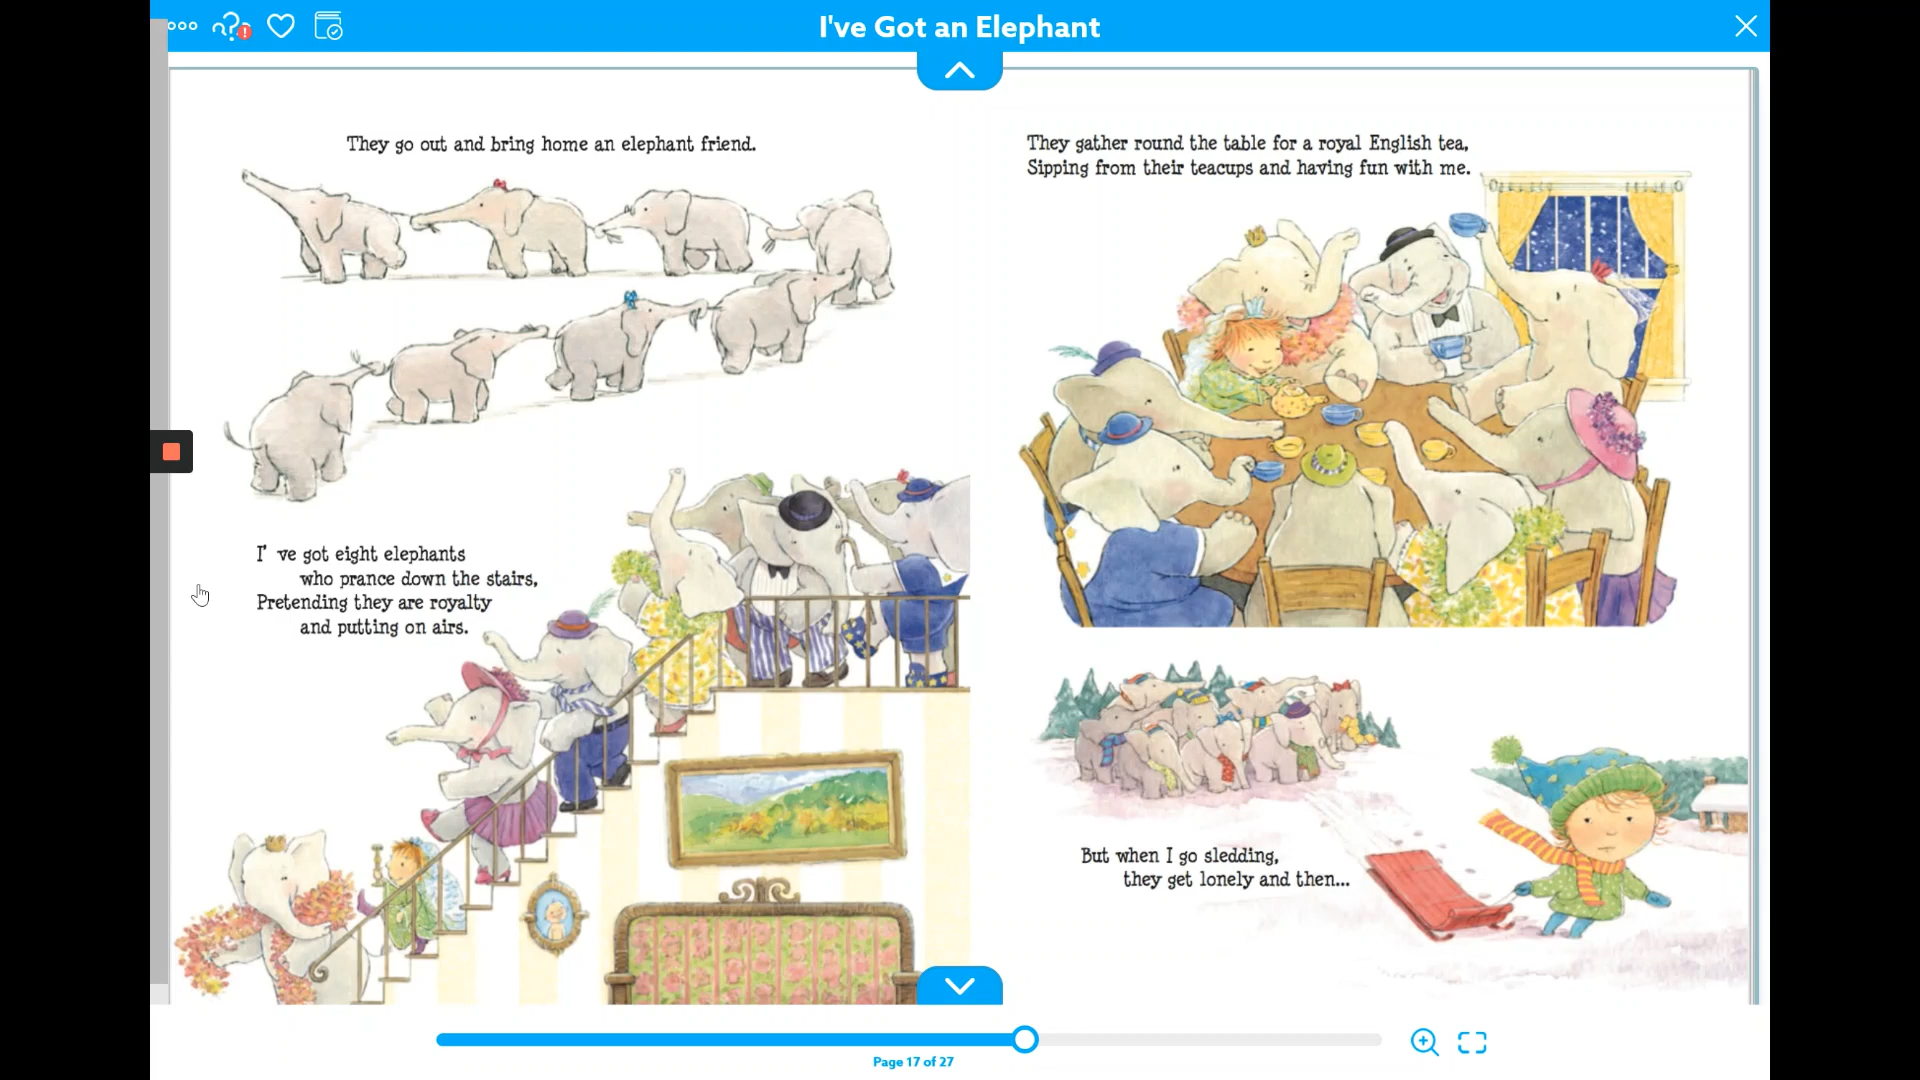 I've Got an Elephant
They go out and bring home an elephant friend.
I' ve got eight elephants
who prance down the stairs,
Pretending they are royalty
and putting on airs.
They gather round the table for a royal English tea,
Sipping from their teacups and having fun with me.
But when I go sledding,
they get lonely and then...
Page 17 of 27